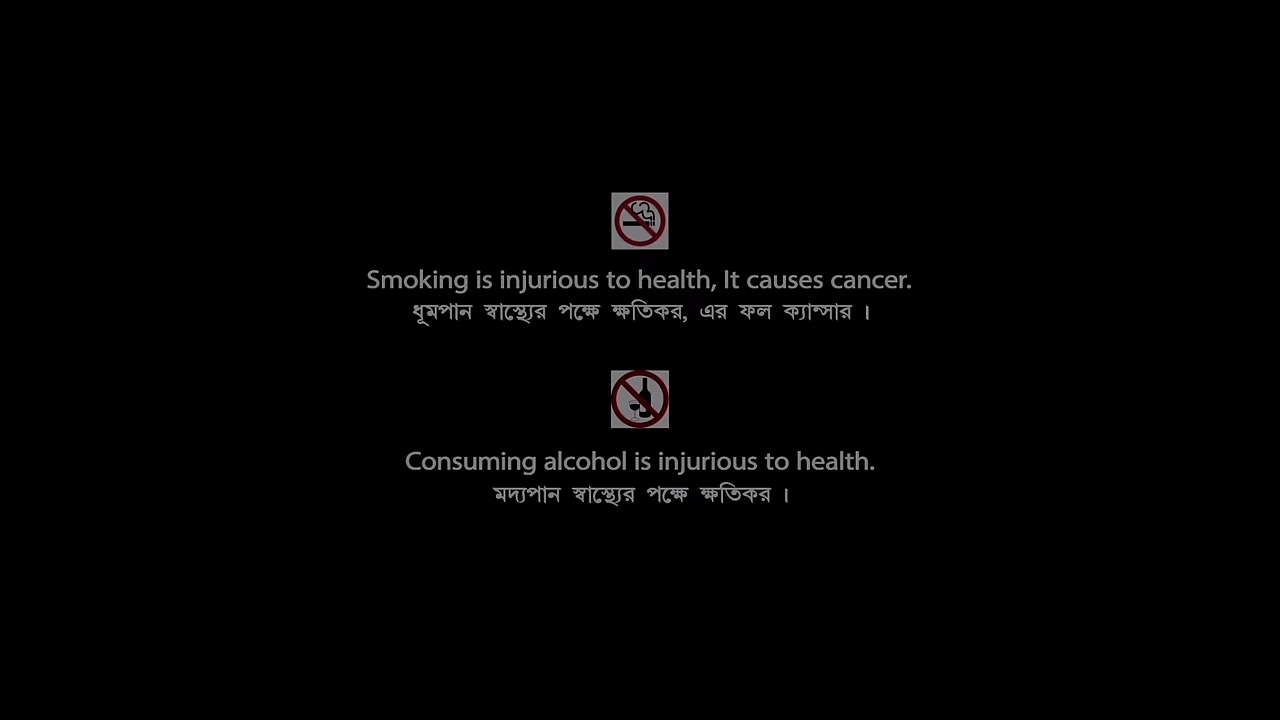 Smoking is injurious to health, It causes cancer.
ধূমপান স্বাস্থ্যের পক্ষে ক্ষতিকর, এর ফল ক্যান্সার ।
Consuming alcohol is injurious to health.
মদ্যপান স্বাস্থ্যের পক্ষে ক্ষতিকর ।